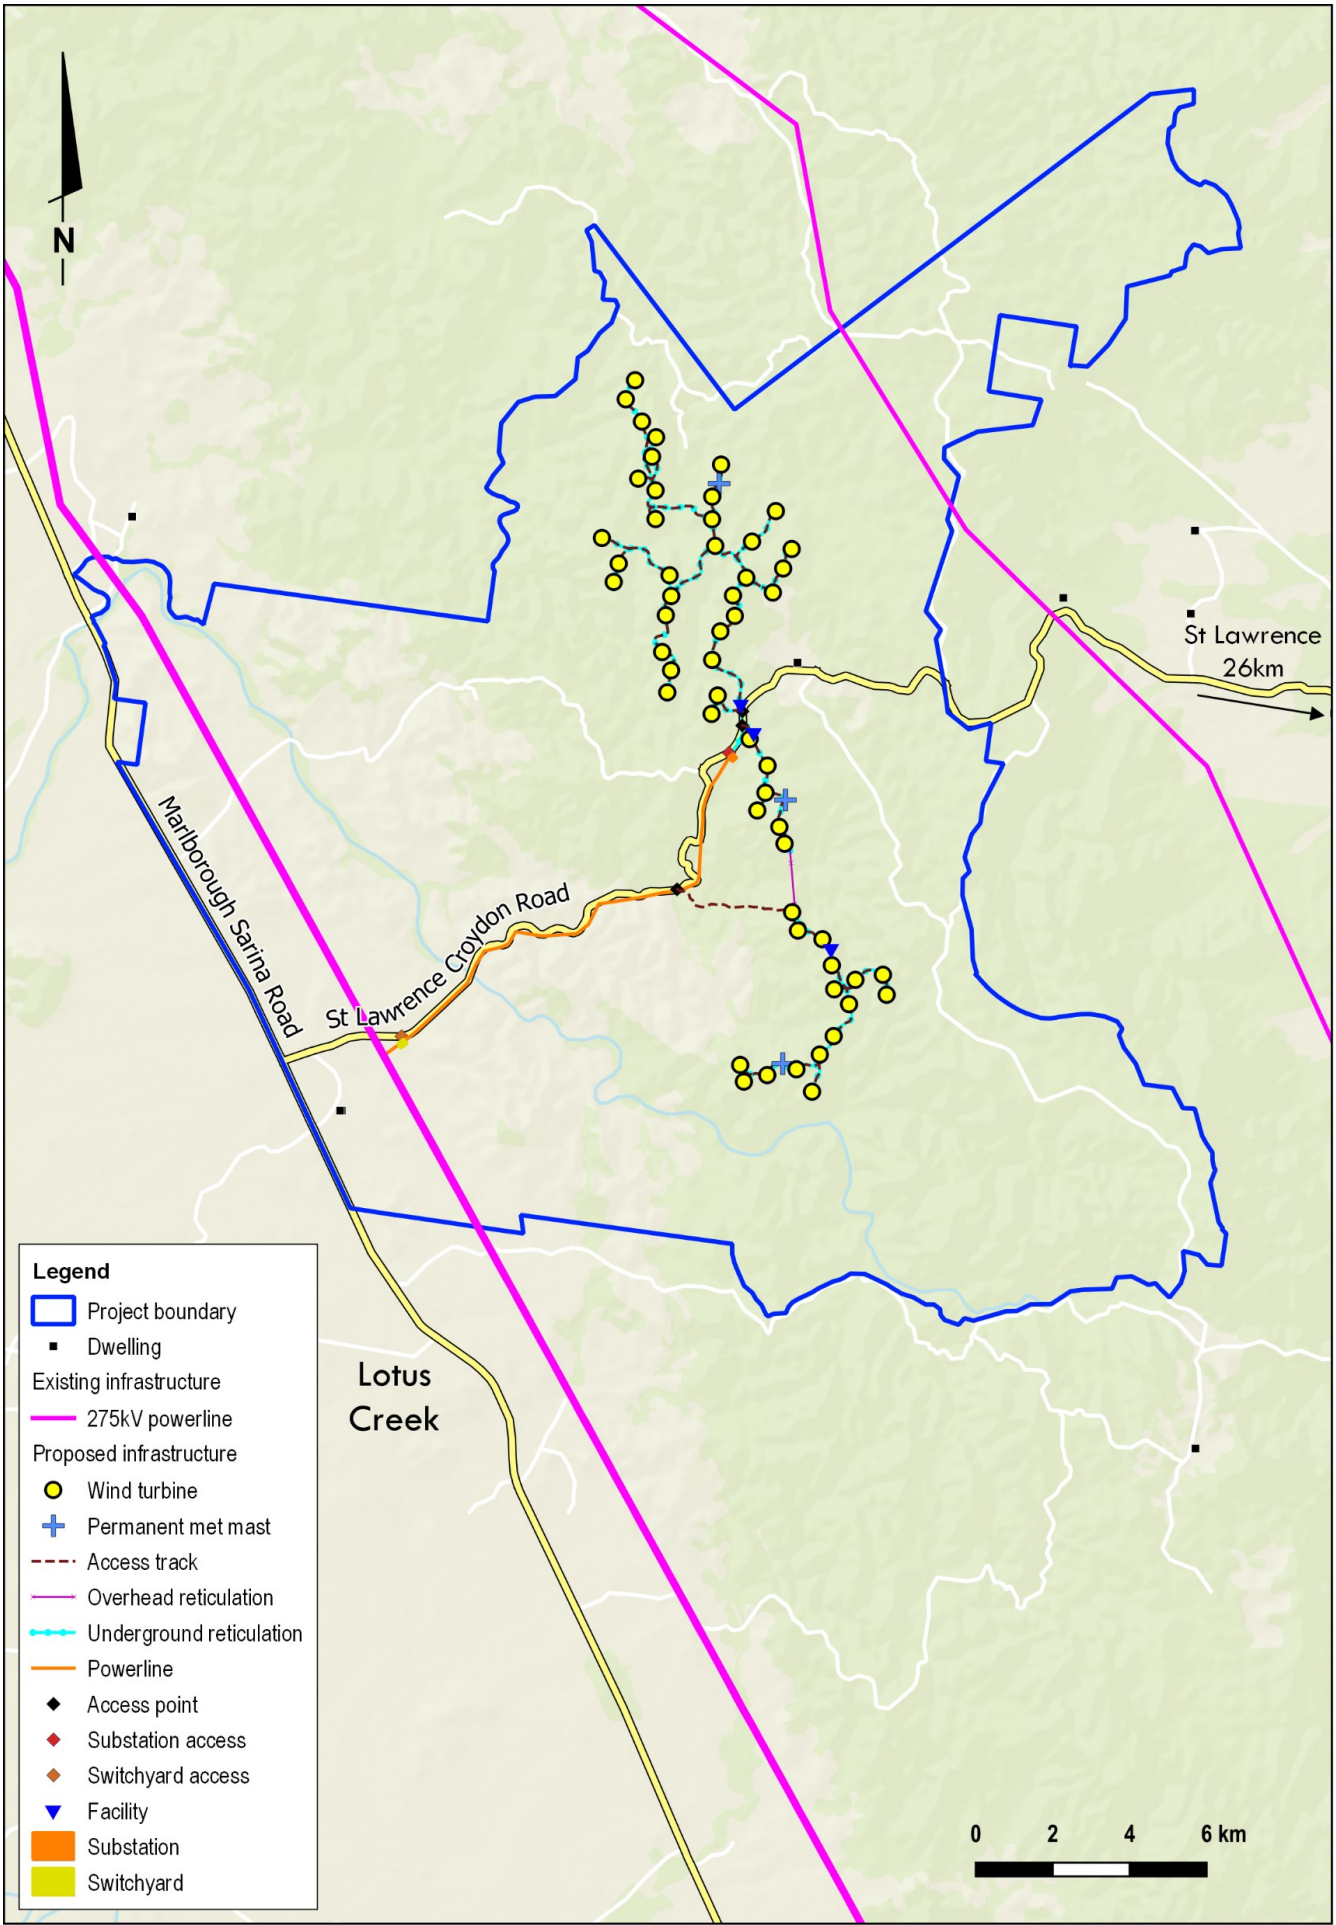 N
St Lawrence
26km
Marlborough Sarina Road
St Lawrence Croydon Road
Lotus
Creek
Legend
Project boundary
Dwelling
Existing infrastructure
275kV powerline
Proposed infrastructure
Wind turbine
Permanent met mast
Access track
Overhead reticulation
Underground reticulation
Powerline
Access point
Substation access
Switchyard access
Facility
Substation
Switchyard
0 2 4 6 km